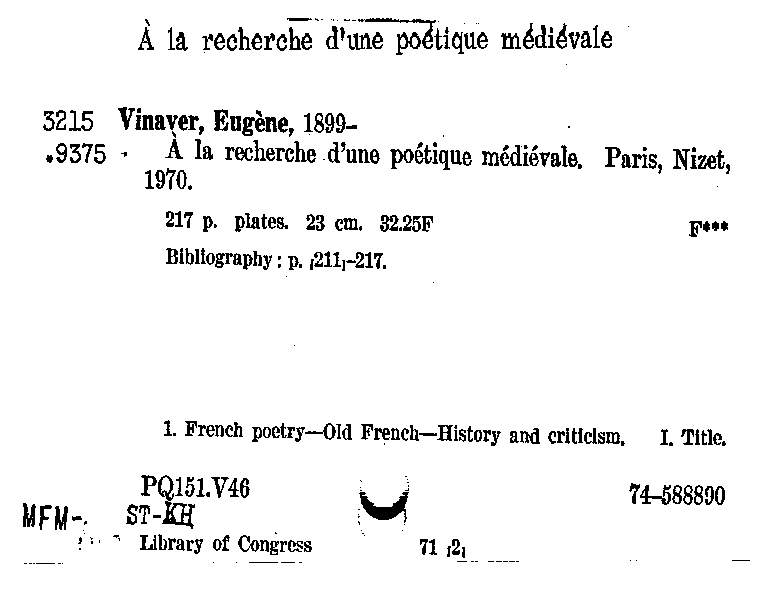 À la recherche d'une poétique médiévale
3215 Vinaver, Eugène, 1899–
.9375 À la recherche d'une poétique médiévale. Paris, Nizet,
1970.
217 p. plates. 23 cm. 32.25F F***
Bibliography: p. [211]–217.
1. French poetry—Old French—History and criticism. I. Title.
PQ151.V46 74–588890
MFM- ST-KH
Library of Congress 71 [2]